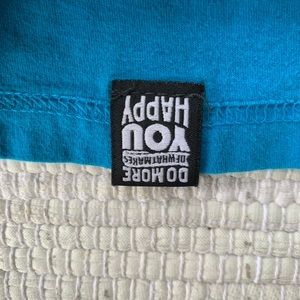 DO MORE
OF WHAT MAKES
YOU
HAPPY